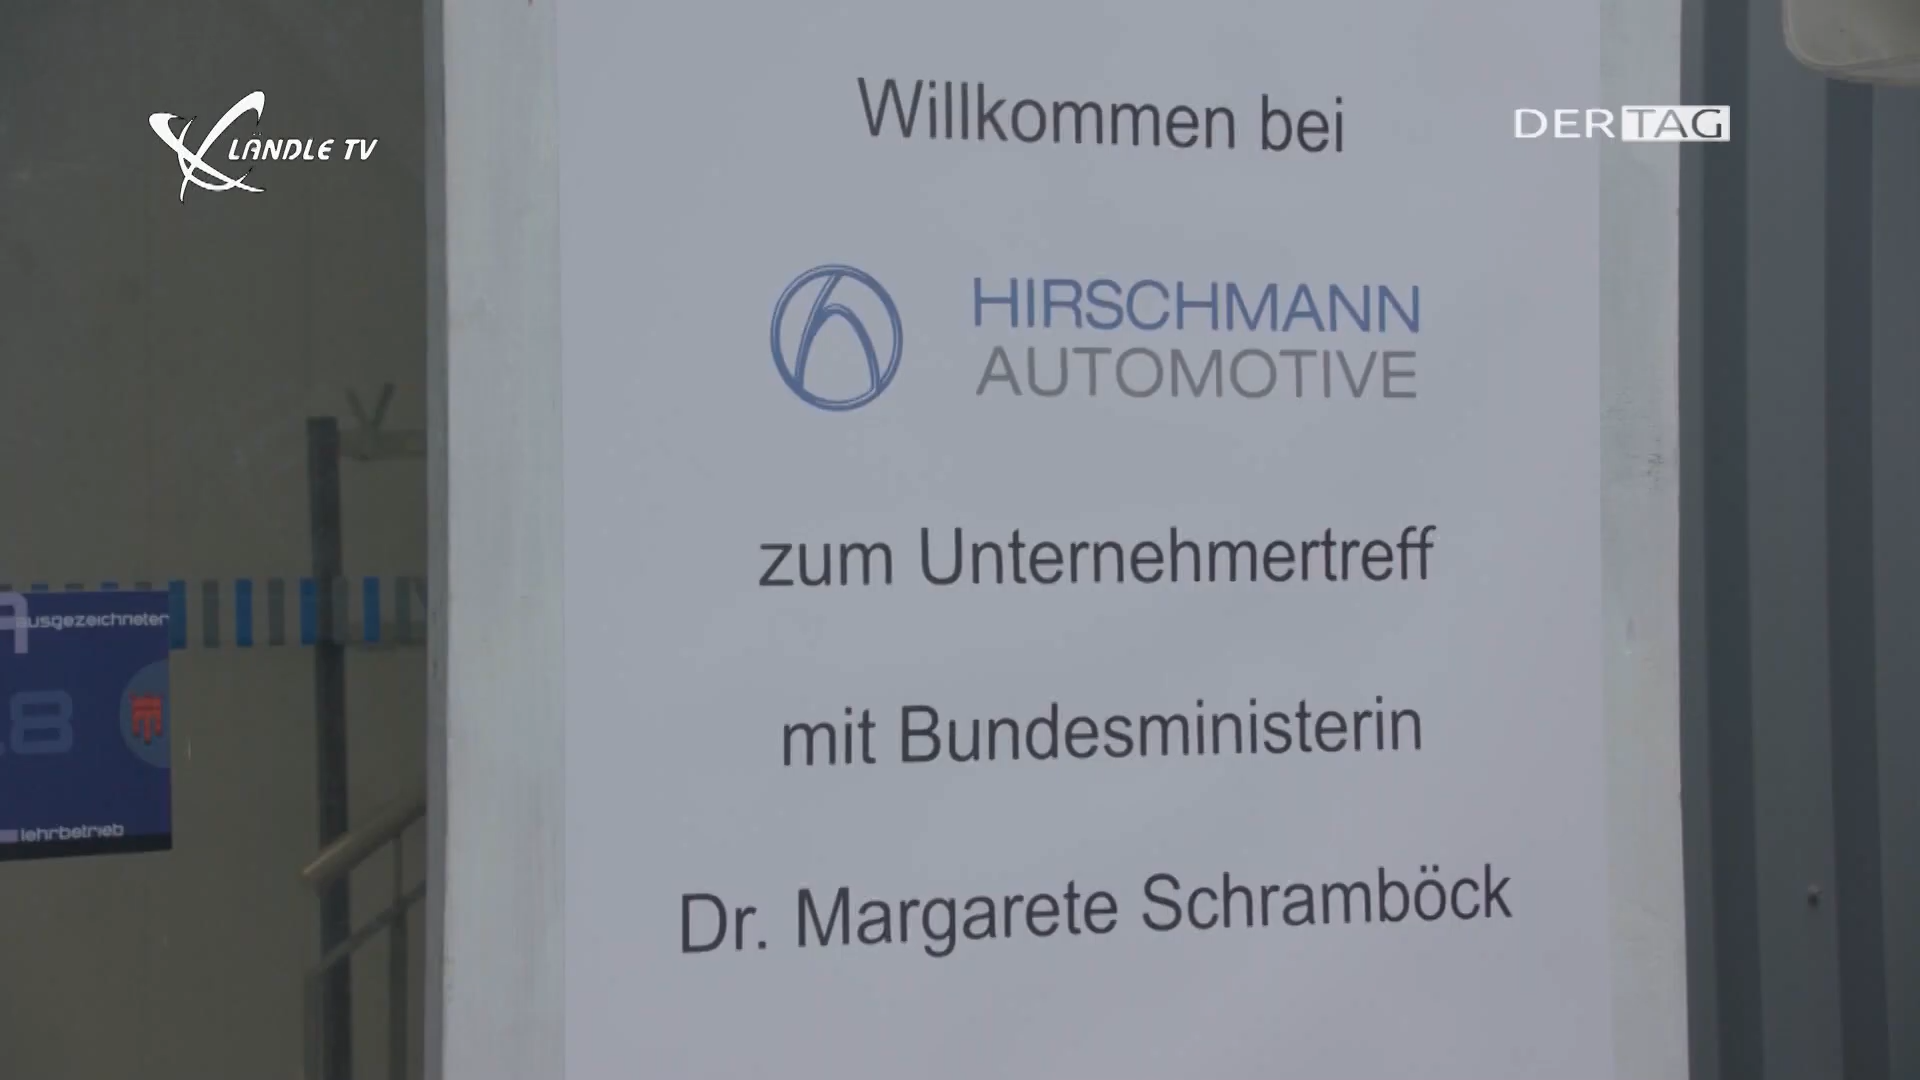 LÄNDLE TV
DER TAG
Willkommen bei
HIRSCHMANN
AUTOMOTIVE
zum Unternehmertreff
mit Bundesministerin
Dr. Margarete Schramböck
ausgezeichneter
lehrbetrieb